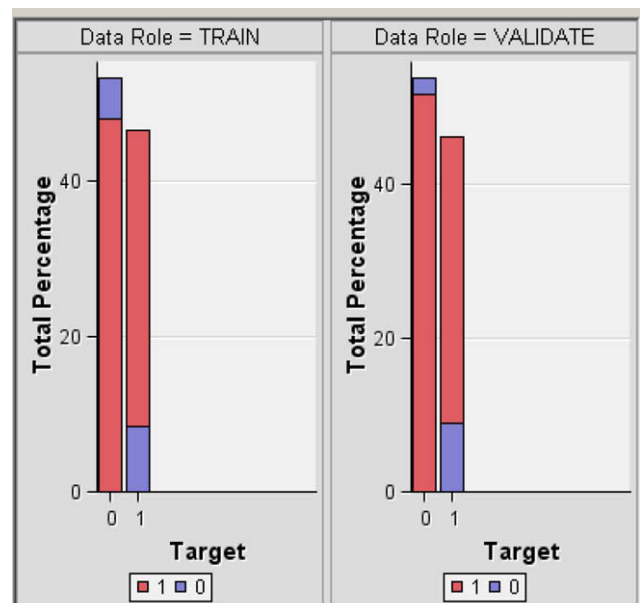 Data Role = TRAIN
Total Percentage
40
20
0
0 1
Target
1 0
Data Role = VALIDATE
Total Percentage
40
20
0
0 1
Target
1 0